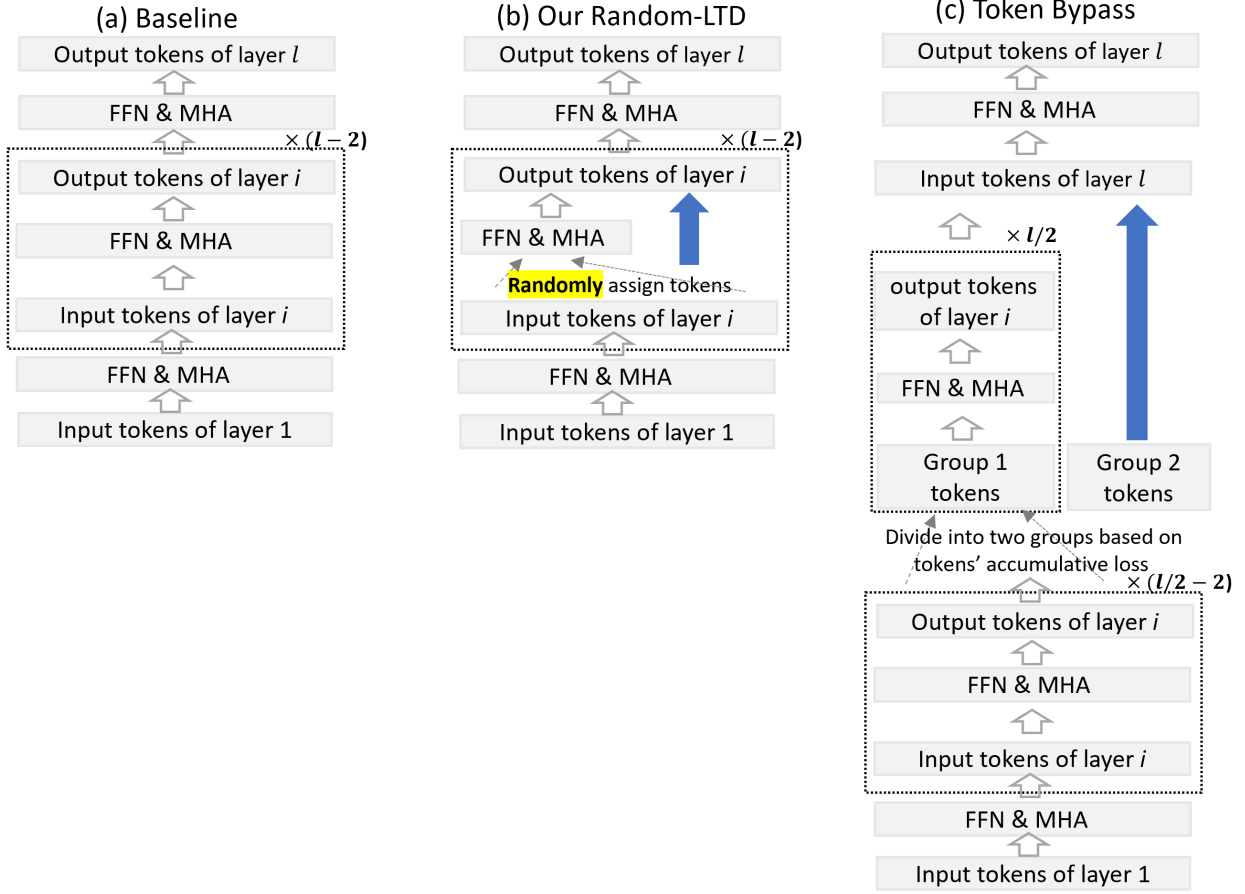 (a) Baseline
Output tokens of layer l
FFN & MHA
× (l − 2)
Output tokens of layer i
FFN & MHA
Input tokens of layer i
FFN & MHA
Input tokens of layer 1
(b) Our Random-LTD
Output tokens of layer l
FFN & MHA
× (l − 2)
Output tokens of layer i
FFN & MHA
Randomly assign tokens
Input tokens of layer i
FFN & MHA
Input tokens of layer 1
(c) Token Bypass
Output tokens of layer l
FFN & MHA
Input tokens of layer l
× l/2
output tokens
of layer i
FFN & MHA
Group 1
tokens
Group 2
tokens
Divide into two groups based on
tokens' accumulative loss
× (l/2 − 2)
Output tokens of layer i
FFN & MHA
Input tokens of layer i
FFN & MHA
Input tokens of layer 1